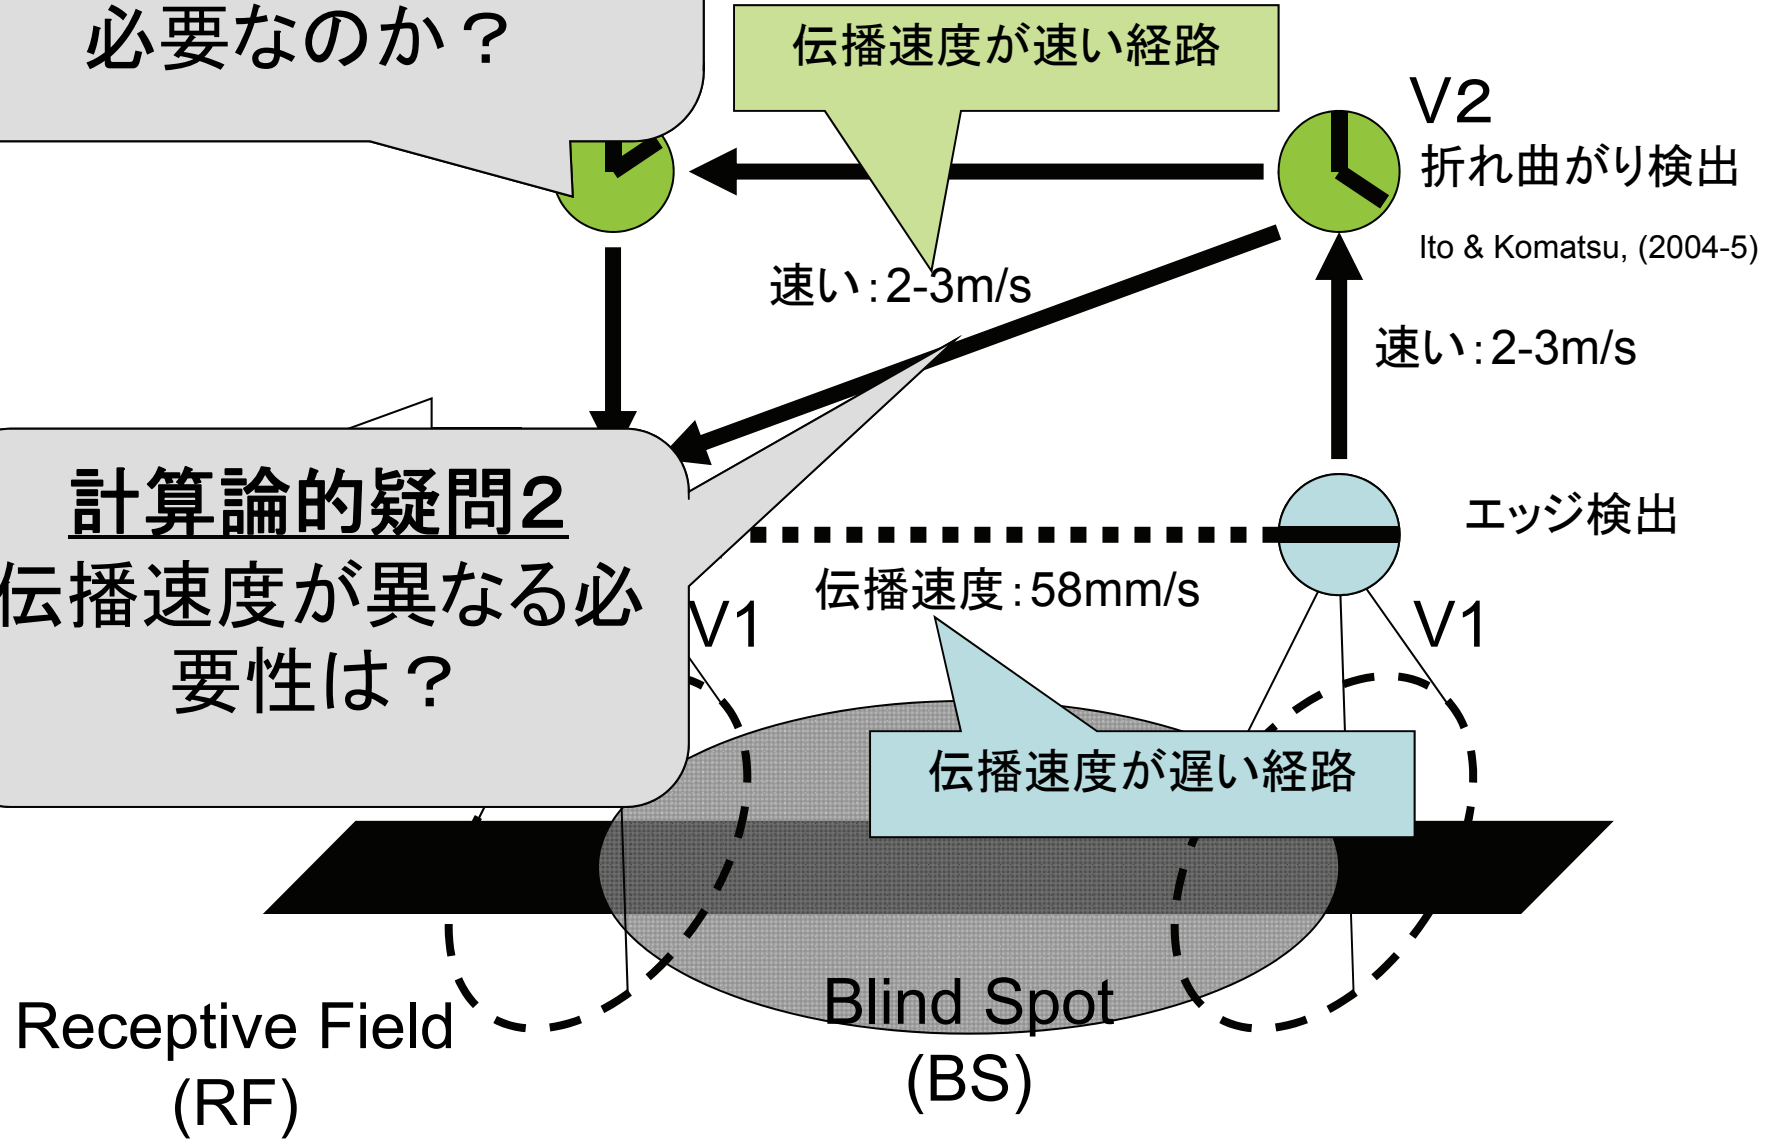 必要なのか？
伝播速度が速い経路
V２
折れ曲がり検出
Ito & Komatsu, (2004-5)
速い：2-3m/s
速い：2-3m/s
計算論的疑問２
伝播速度が異なる必
要性は？
エッジ検出
伝播速度：58mm/s
V1
V1
伝播速度が遅い経路
Receptive Field
(RF)
Blind Spot
(BS)